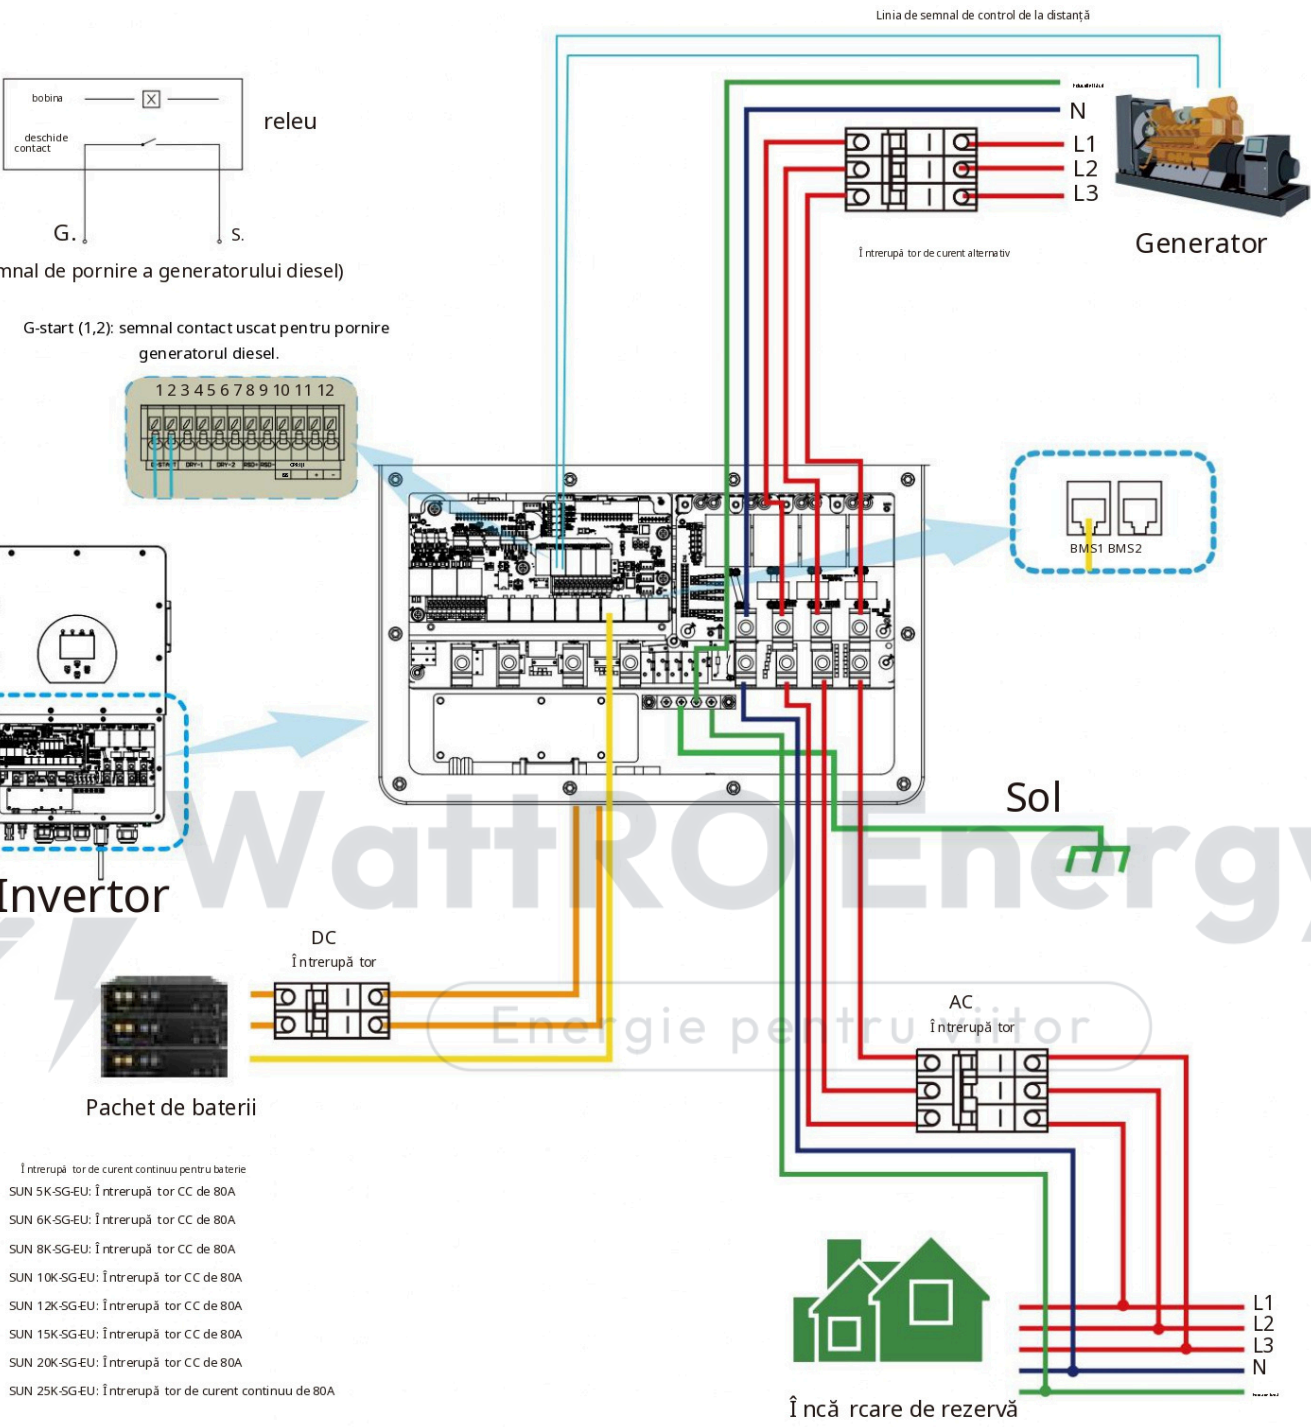 Linia de semnal de control de la distanță
bobina
deschide
contact
releu
G.
S.
mnal de pornire a generatorului diesel)
N
L1
L2
L3
Generator
Întrerupă tor de curent alternativ
G-start (1,2): semnal contact uscat pentru pornire
generatorul diesel.
1 2 3 4 5 6 7 8 9 10 11 12
G-START DRY-1 DRY-2 RSD+ RSD-
+ -
BMS1 BMS2
Sol
Invertor
WattRO Energy
Energie pentru viitor
DC
Întrerupă tor
AC
Întrerupă tor
Pachet de baterii
Întrerupă tor de curent continuu pentru baterie
SUN 5K-SG-EU: Întrerupă tor CC de 80A
SUN 6K-SG-EU: Întrerupă tor CC de 80A
SUN 8K-SG-EU: Întrerupă tor CC de 80A
SUN 10K-SG-EU: Întrerupă tor CC de 80A
SUN 12K-SG-EU: Întrerupă tor CC de 80A
SUN 15K-SG-EU: Întrerupă tor CC de 80A
SUN 20K-SG-EU: Întrerupă tor CC de 80A
SUN 25K-SG-EU: Întrerupă tor de curent continuu de 80A
L1
L2
L3
N
Încă rcare de rezervă